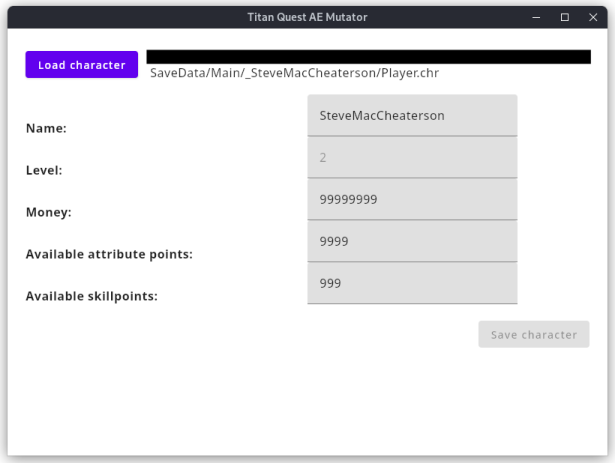 Titan Quest AE Mutator
Load character
SaveData/Main/_SteveMacCheaterson/Player.chr
Name:
SteveMacCheaterson
Level:
2
Money:
99999999
Available attribute points:
9999
Available skillpoints:
999
Save character